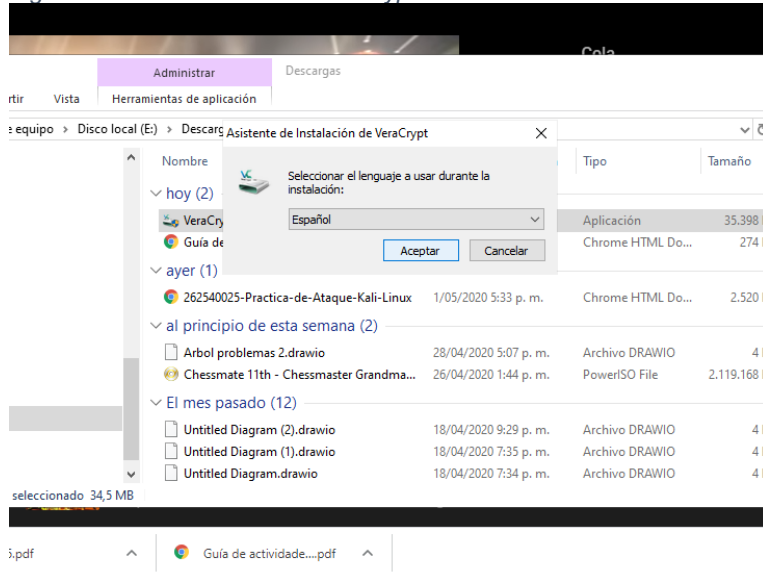 Cola
Administrar
Descargas
Vista
Herramientas de aplicación
equipo > Disco local (E:) >
Asistente de Instalación de VeraCrypt
Nombre
Tipo
Tamaño
VC
Seleccionar el lenguaje a usar durante la
instalación:
Español
Aceptar
Cancelar
hoy (2)
Aplicación
35.398
Guía de
Chrome HTML Do...
274
ayer (1)
262540025-Practica-de-Ataque-Kali-Linux 1/05/2020 5:33 p. m. Chrome HTML Do... 2.520
al principio de esta semana (2)
Arbol problemas 2.drawio 28/04/2020 5:07 p. m. Archivo DRAWIO 4
Chessmate 11th - Chessmaster Grandma... 26/04/2020 1:44 p. m. PowerISO File 2.119.168
El mes pasado (12)
Untitled Diagram (2).drawio 18/04/2020 9:29 p. m. Archivo DRAWIO 4
Untitled Diagram (1).drawio 18/04/2020 7:35 p. m. Archivo DRAWIO 4
Untitled Diagram.drawio 18/04/2020 7:34 p. m. Archivo DRAWIO 4
seleccionado 34,5 MB
.pdf
Guía de actividade....pdf